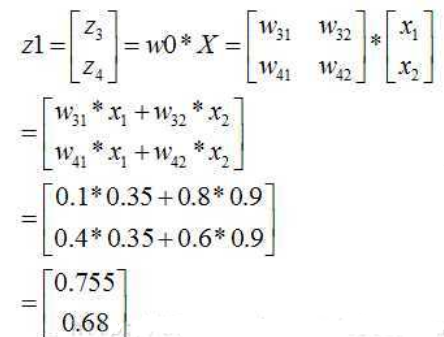 z1 = [z₃ z₄] = w0 * X = [w₃₁ w₃₂ w₄₁ w₄₂] * [x₁ x₂]
= [w₃₁ * x₁ + w₃₂ * x₂
w₄₁ * x₁ + w₄₂ * x₂]
= [0.1* 0.35 + 0.8* 0.9
0.4* 0.35 + 0.6* 0.9]
= [0.755
0.68]